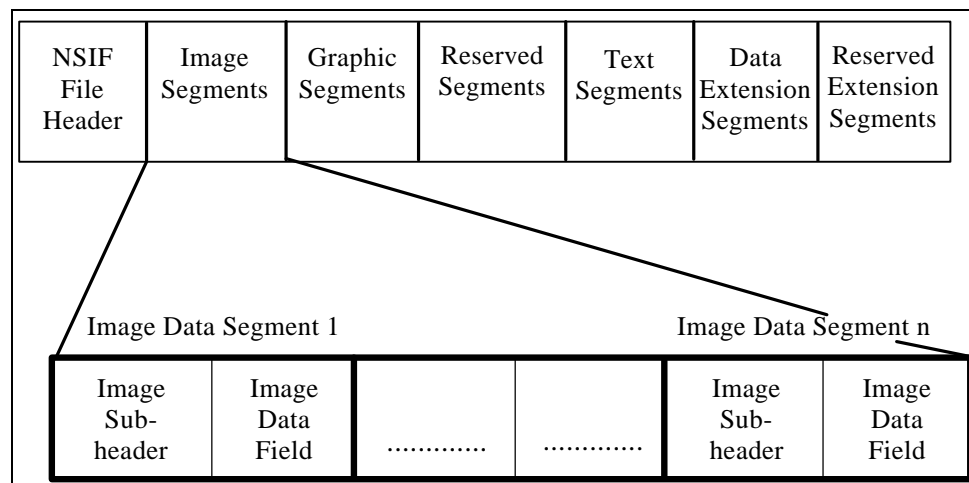 NSIF
File
Header
Image
Segments
Graphic
Segments
Reserved
Segments
Text
Segments
Data
Extension
Segments
Reserved
Extension
Segments
Image Data Segment 1
Image Data Segment n
Image
Sub-
header
Image
Data
Field
.............
.............
Image
Sub-
header
Image
Data
Field